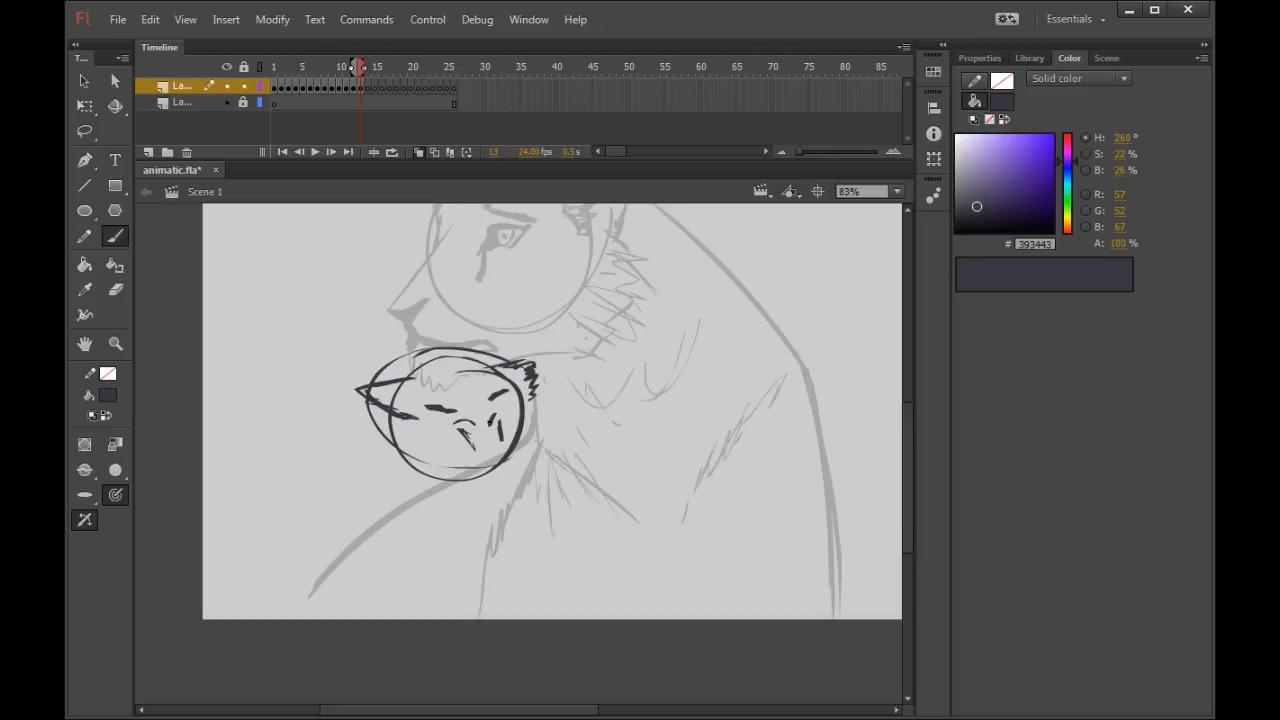 Fl File Edit View Insert Modify Text Commands Control Debug Window Help Essentials
T... Timeline Properties Library Color Scene
1 5 10 15 20 25 30 35 40 45 50 55 60 65 70 75 80 85
La...
La...
Solid color
H: 260 °
S: 22 %
B: 26 %
13 24.00 fps 0.5 s
animatic.fla* ×
Scene 1 83%
R: 57
G: 52
B: 67
# 393443 A: 100 %